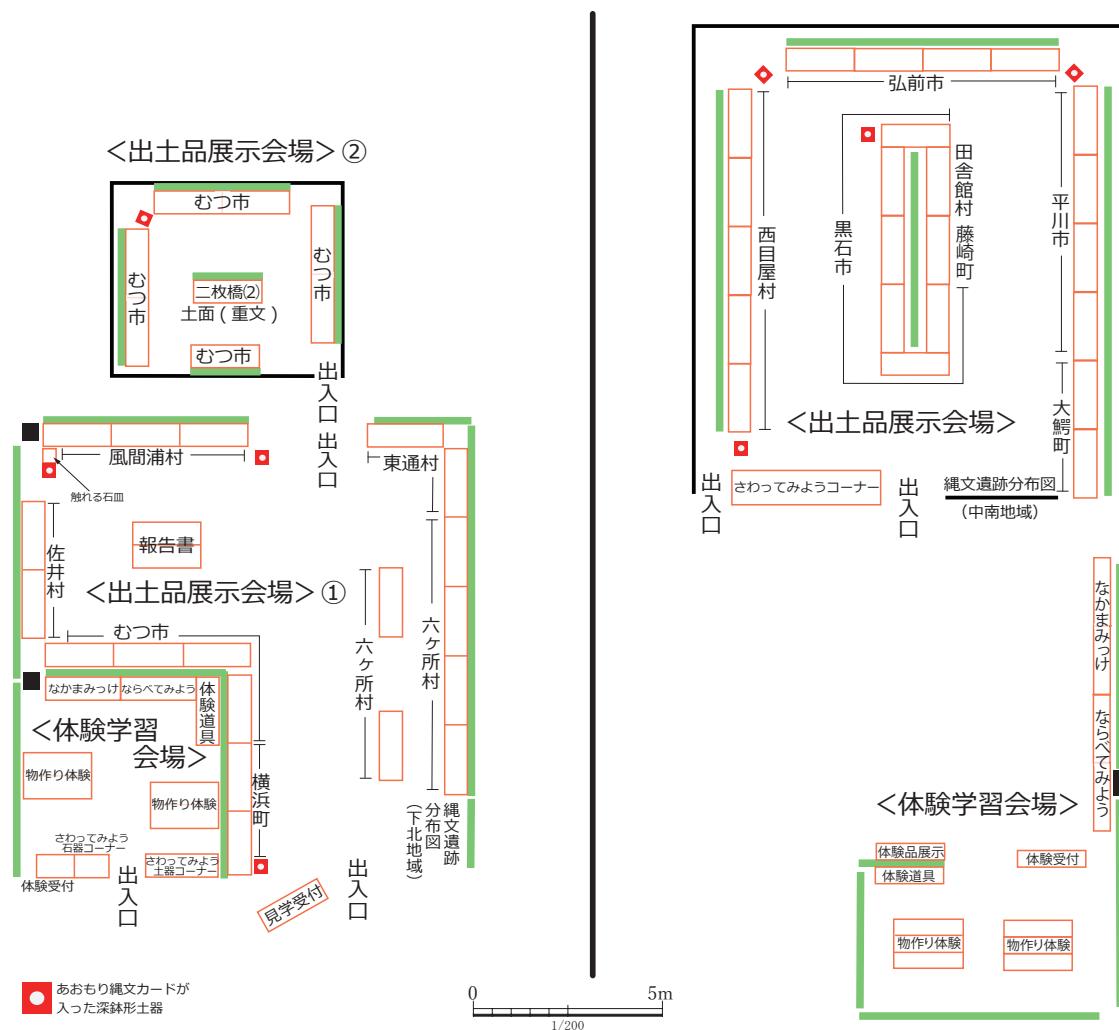 ＜出土品展示会場＞②
むつ市
むつ市
むつ市
二枚橋(2)
土面(重文)
むつ市
出入口
出入口
風間浦村
触れる石皿
東通村
佐井村
報告書
＜出土品展示会場＞①
むつ市
六ヶ所村
六ヶ所村
なかまみっけ
ならべてみよう
体験道具
＜体験学習
会場＞
物作り体験
物作り体験
横浜町
さわってみよう
石器コーナー
さわってみよう
土器コーナー
体験受付
出入口
見学受付
出入口
縄文遺跡
分布図
(下北地域)
あおもり縄文カードが
入った深鉢形土器
0
5m
1/200
弘前市
西目屋村
黒石市
田舎館村
藤崎町
平川市
大鰐町
＜出土品展示会場＞
出入口
さわってみようコーナー
出入口
縄文遺跡分布図
(中南地域)
なかまみっけ
ならべてみよう
＜体験学習会場＞
体験品展示
体験道具
体験受付
物作り体験
物作り体験